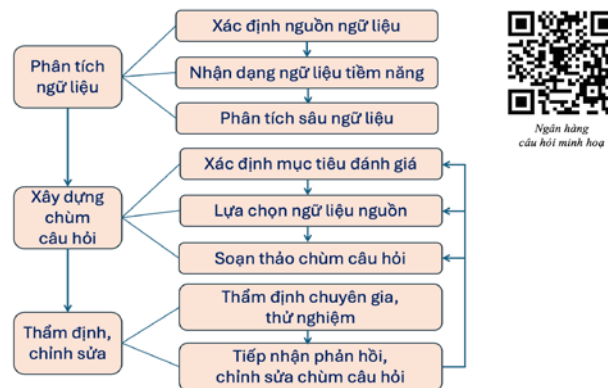 Phân tích
ngữ liệu
Xác định nguồn ngữ liệu
Nhận dạng ngữ liệu tiềm năng
Phân tích sâu ngữ liệu
Xây dựng
chùm
câu hỏi
Xác định mục tiêu đánh giá
Lựa chọn ngữ liệu nguồn
Soạn thảo chùm câu hỏi
Thẩm định,
chỉnh sửa
Thẩm định chuyên gia,
thử nghiệm
Tiếp nhận phản hồi,
chỉnh sửa chùm câu hỏi
Ngân hàng
câu hỏi minh hoạ